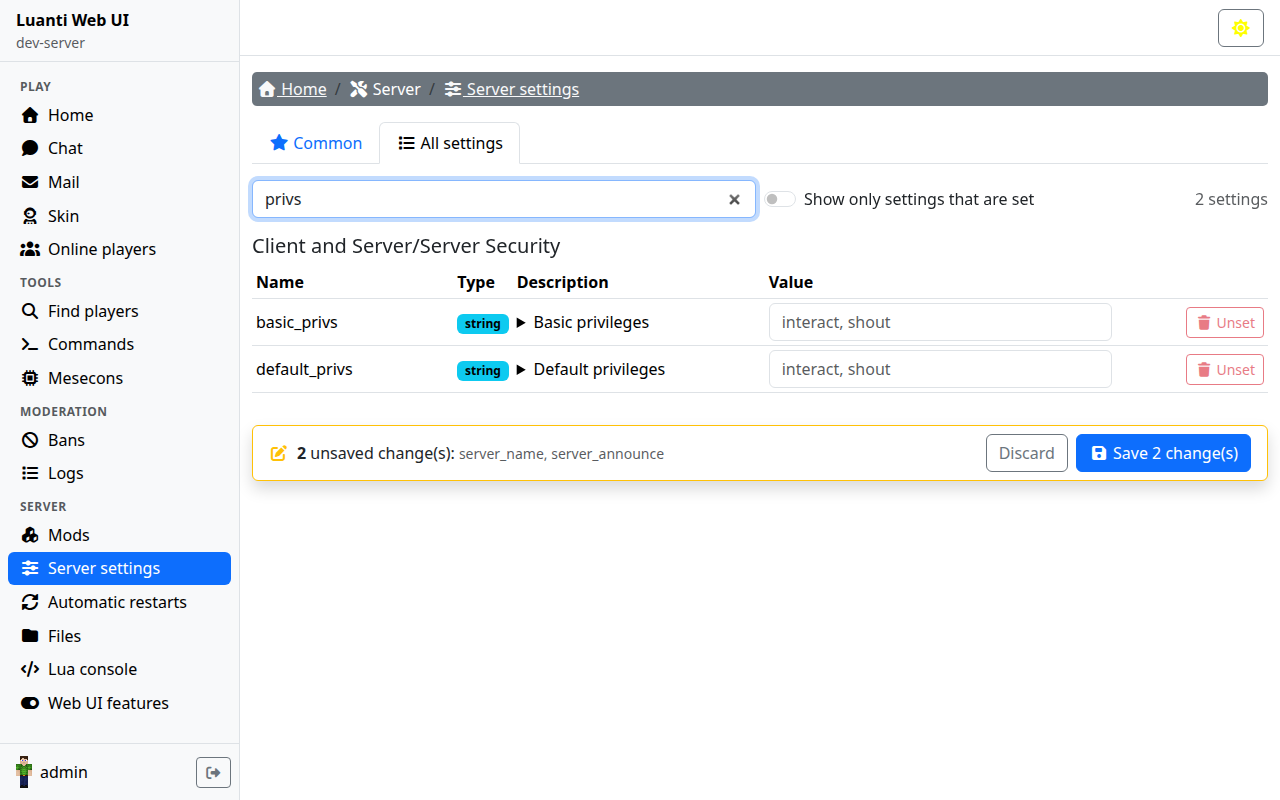 Luanti Web UI
dev-server
PLAY
Home
Chat
Mail
Skin
Online players
TOOLS
Find players
Commands
Mesecons
MODERATION
Bans
Logs
SERVER
Mods
Server settings
Automatic restarts
Files
Lua console
Web UI features
admin
Home / Server / Server settings
Common All settings
privs Show only settings that are set 2 settings
Client and Server/Server Security
Name Type Description Value
basic_privs string Basic privileges interact, shout Unset
default_privs string Default privileges interact, shout Unset
2 unsaved change(s): server_name, server_announce Discard Save 2 change(s)